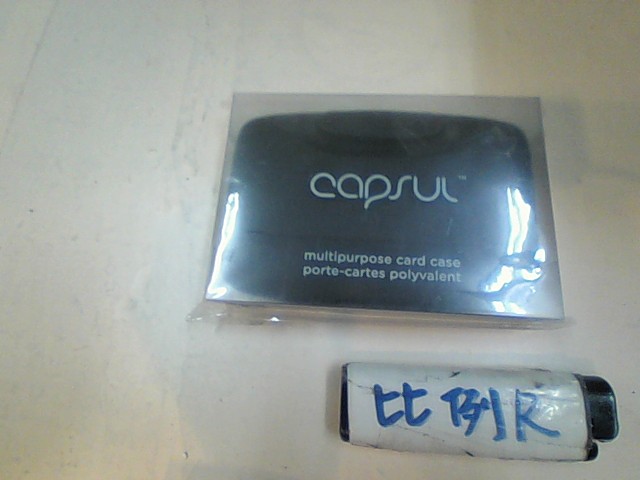 capsul™
multipurpose card case
porte-cartes polyvalent
比例尺